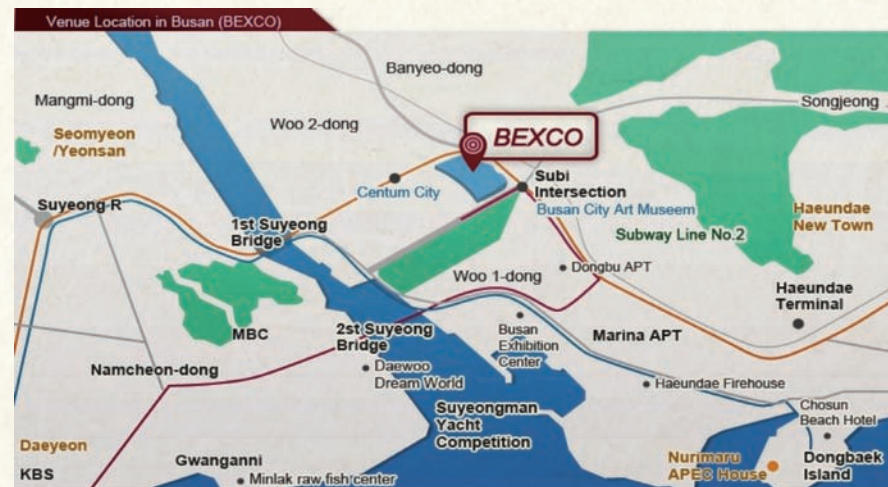 Venue Location in Busan (BEXCO)
Banyeo-dong
Mangmi-dong
Songjeong
Woo 2-dong
Seomyeon
/Yeonsan
BEXCO
Subi
Intersection
Centum City
Busan City Art Museem
Suyeong R
Haeundae
New Town
1st Suyeong
Bridge
Subway Line No.2
Woo 1-dong
Dongbu APT
Haeundae
Terminal
MBC
2st Suyeong
Bridge
Busan
Exhibition
Center
Marina APT
Namcheon-dong
Daewoo
Dream World
Haeundae Firehouse
Suyeongman
Yacht
Competition
Chosun
Beach Hotel
Daeyeon
KBS
Gwanganni
Minlak raw fish center
Nurimaru
APEC House
Dongbaek
Island